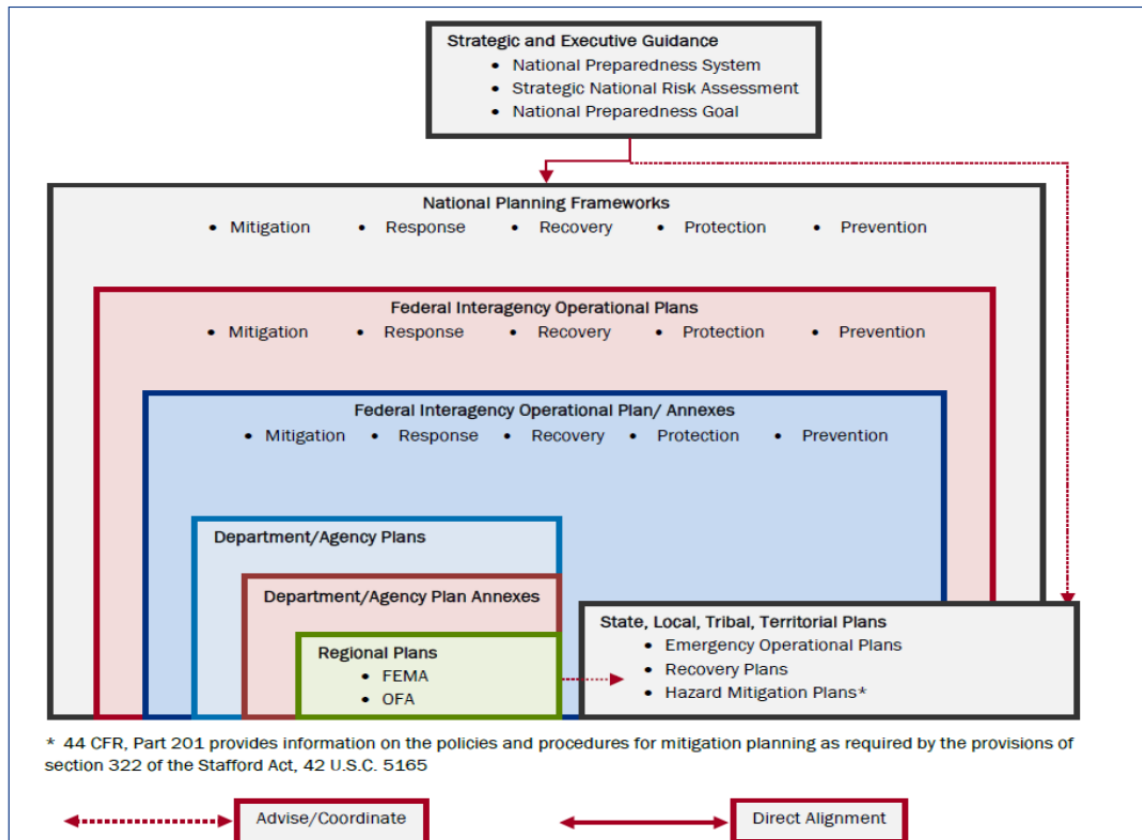 Strategic and Executive Guidance
• National Preparedness System
• Strategic National Risk Assessment
• National Preparedness Goal
National Planning Frameworks
• Mitigation • Response • Recovery • Protection • Prevention
Federal Interagency Operational Plans
• Mitigation • Response • Recovery • Protection • Prevention
Federal Interagency Operational Plan/ Annexes
• Mitigation • Response • Recovery • Protection • Prevention
Department/Agency Plans
Department/Agency Plan Annexes
Regional Plans
• FEMA
• OFA
State, Local, Tribal, Territorial Plans
• Emergency Operational Plans
• Recovery Plans
• Hazard Mitigation Plans*
* 44 CFR, Part 201 provides information on the policies and procedures for mitigation planning as required by the provisions of
section 322 of the Stafford Act, 42 U.S.C. 5165
Advise/Coordinate
Direct Alignment